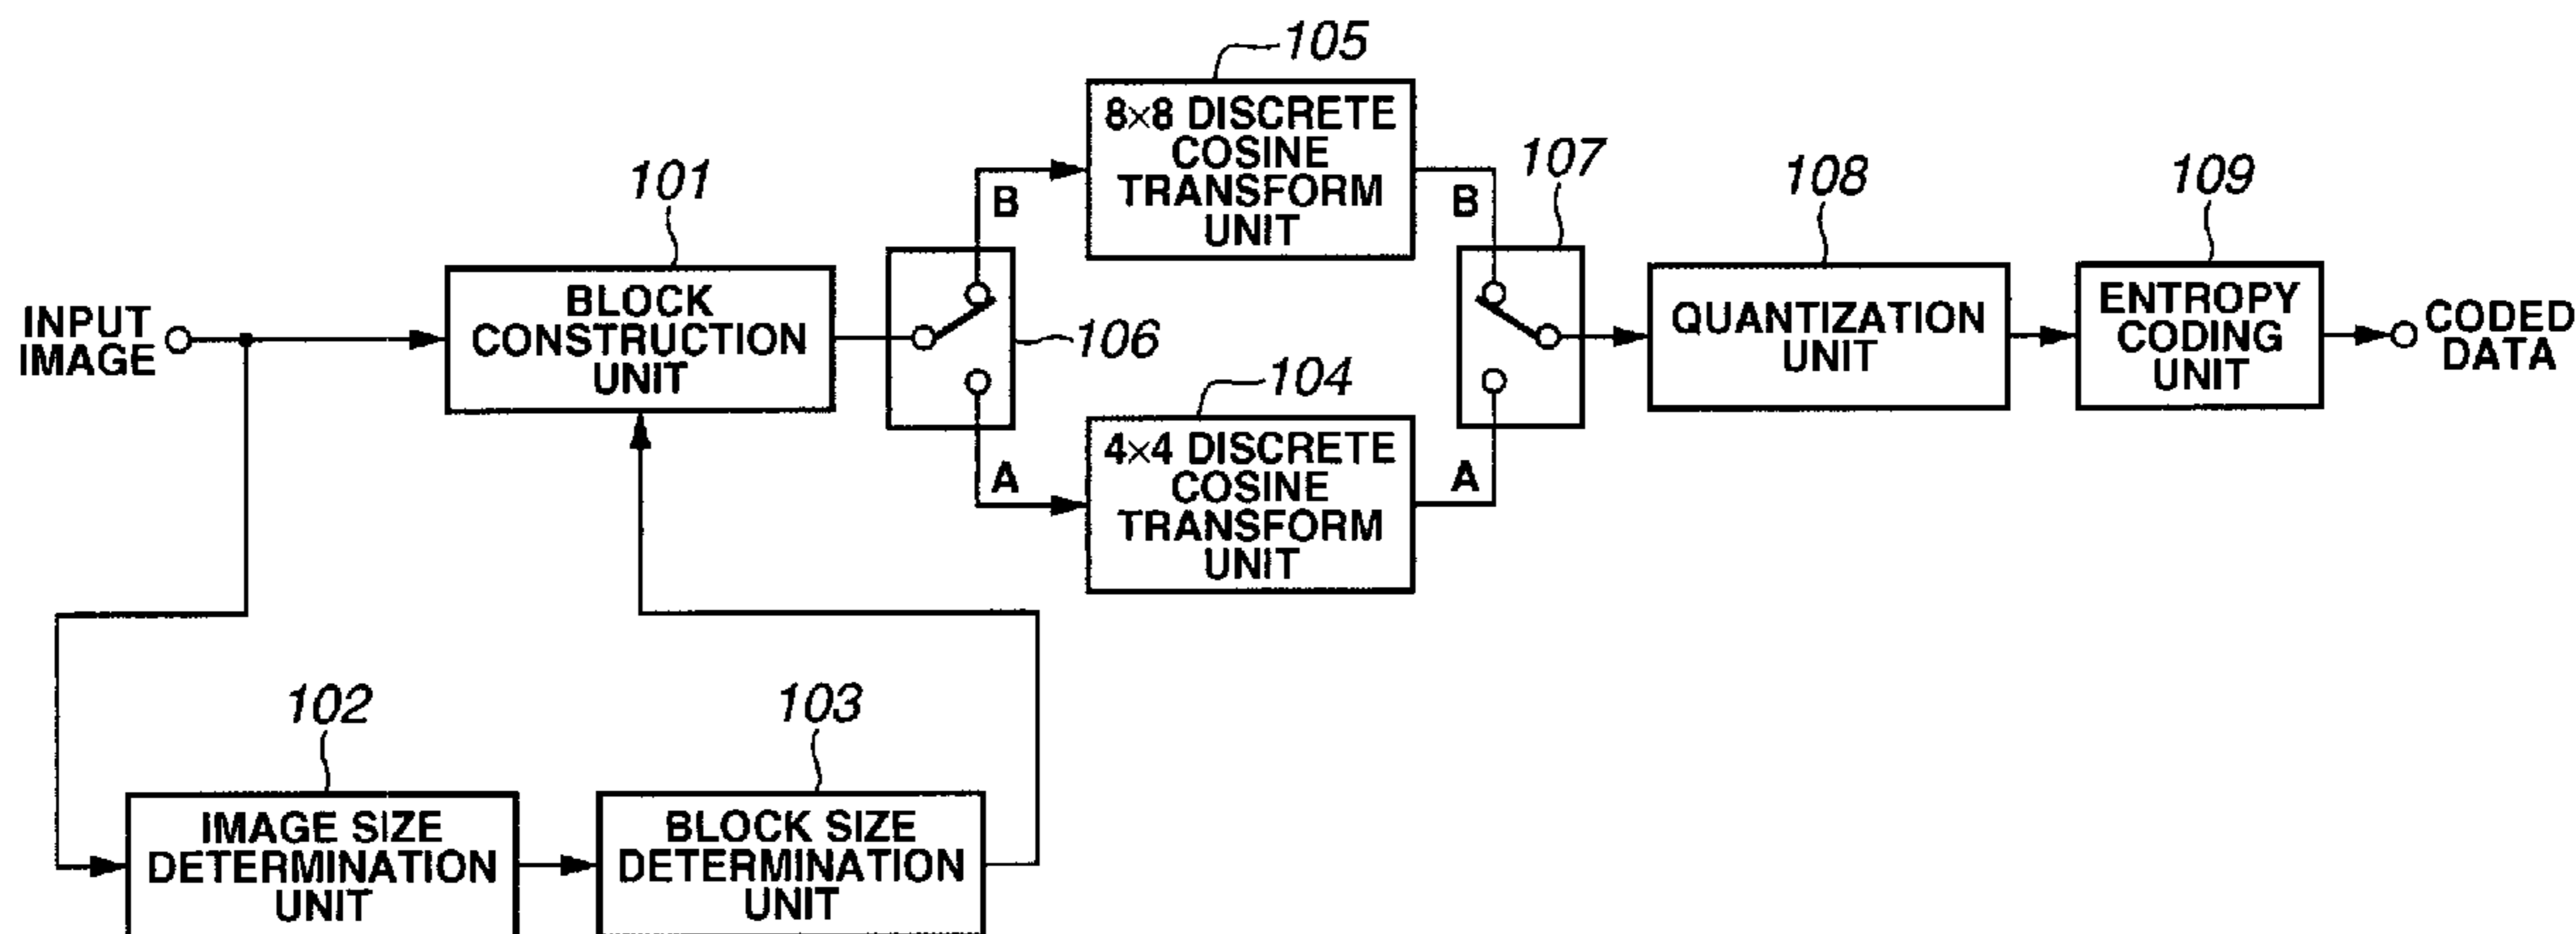 105
8×8 DISCRETE
COSINE
TRANSFORM
UNIT
107
108
109
101
B
B
INPUT
IMAGE
BLOCK
CONSTRUCTION
UNIT
106
QUANTIZATION
UNIT
ENTROPY
CODING
UNIT
CODED
DATA
104
4×4 DISCRETE
COSINE
TRANSFORM
UNIT
A
A
102
103
IMAGE SIZE
DETERMINATION
UNIT
BLOCK SIZE
DETERMINATION
UNIT